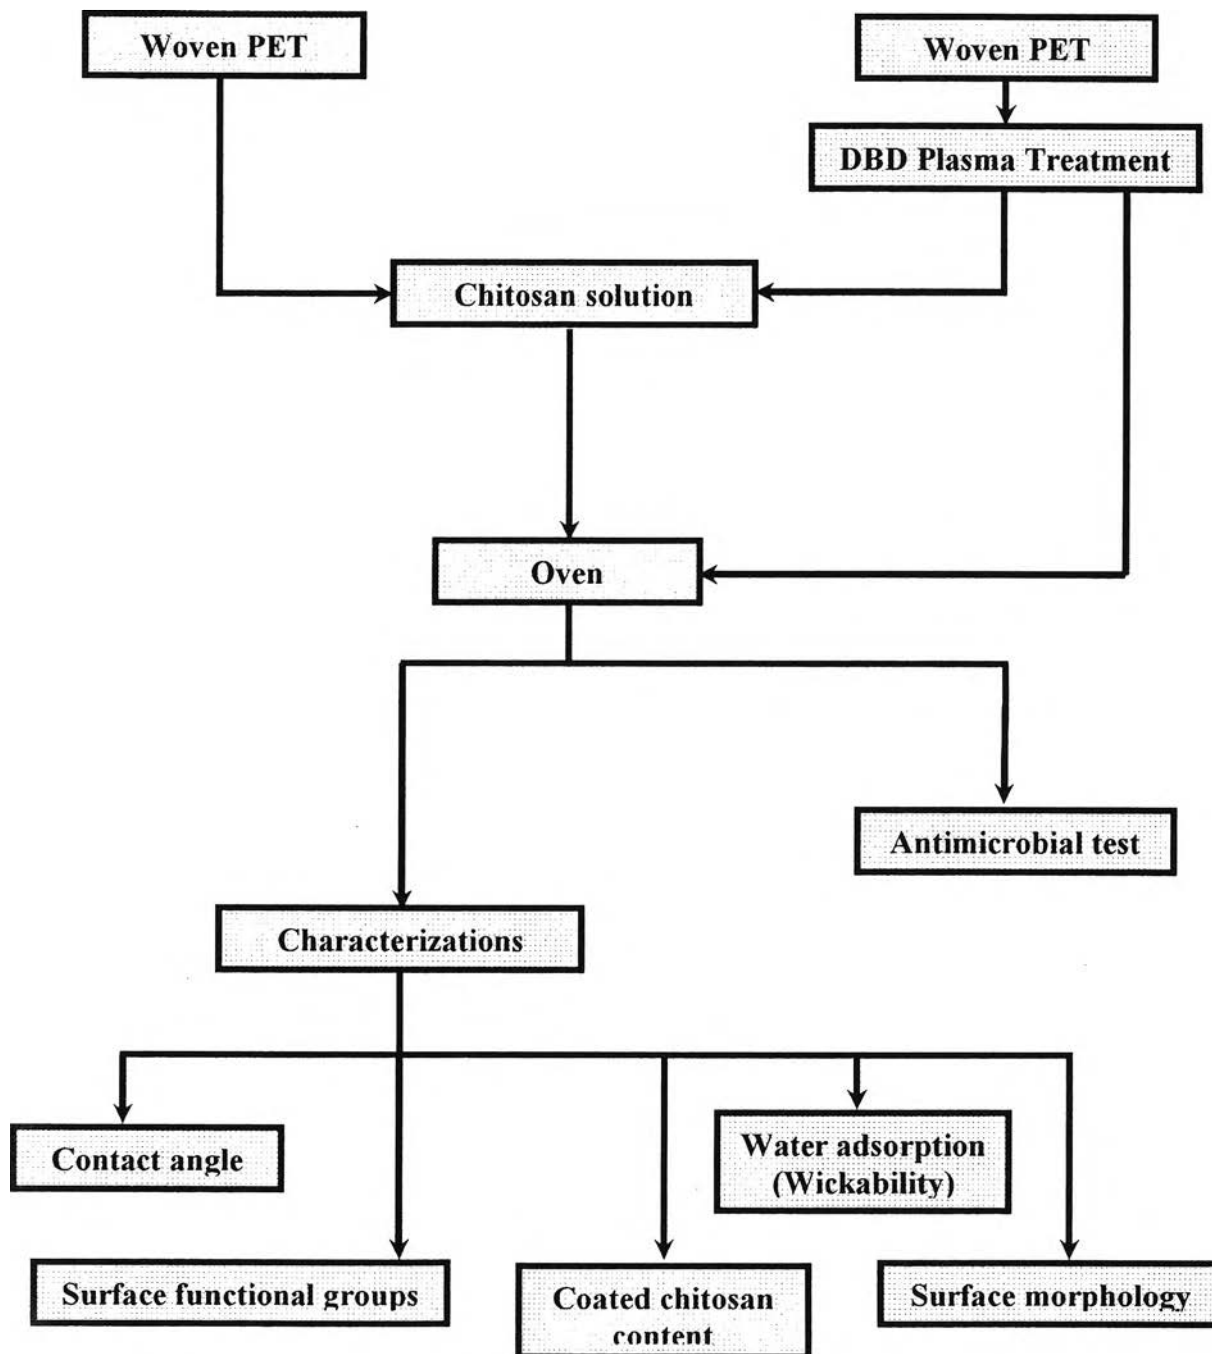 Woven PET
Woven PET
DBD Plasma Treatment
Chitosan solution
Oven
Antimicrobial test
Characterizations
Contact angle
Water adsorption
(Wickability)
Surface functional groups
Coated chitosan
content
Surface morphology